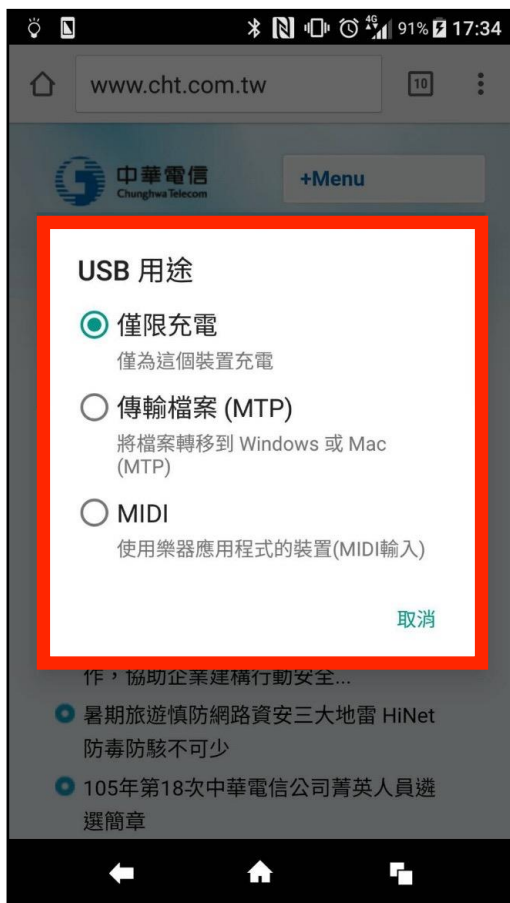 4G 91% 17:34
www.cht.com.tw 10
中華電信
Chunghwa Telecom
+Menu
USB 用途
僅限充電
僅為這個裝置充電
傳輸檔案 (MTP)
將檔案轉移到 Windows 或 Mac
(MTP)
MIDI
使用樂器應用程式的裝置(MIDI輸入)
取消
作，協助企業建構行動安全...
暑期旅遊慎防網路資安三大地雷 HiNet
防毒防駭不可少
105年第18次中華電信公司菁英人員遴
選簡章